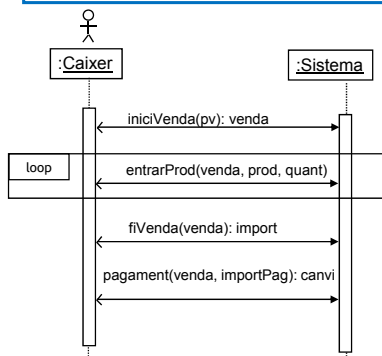 :Caixer
:Sistema
iniciVenda(pv): venda
loop
entrarProd(venda, prod, quant)
fiVenda(venda): import
pagament(venda, importPag): canvi